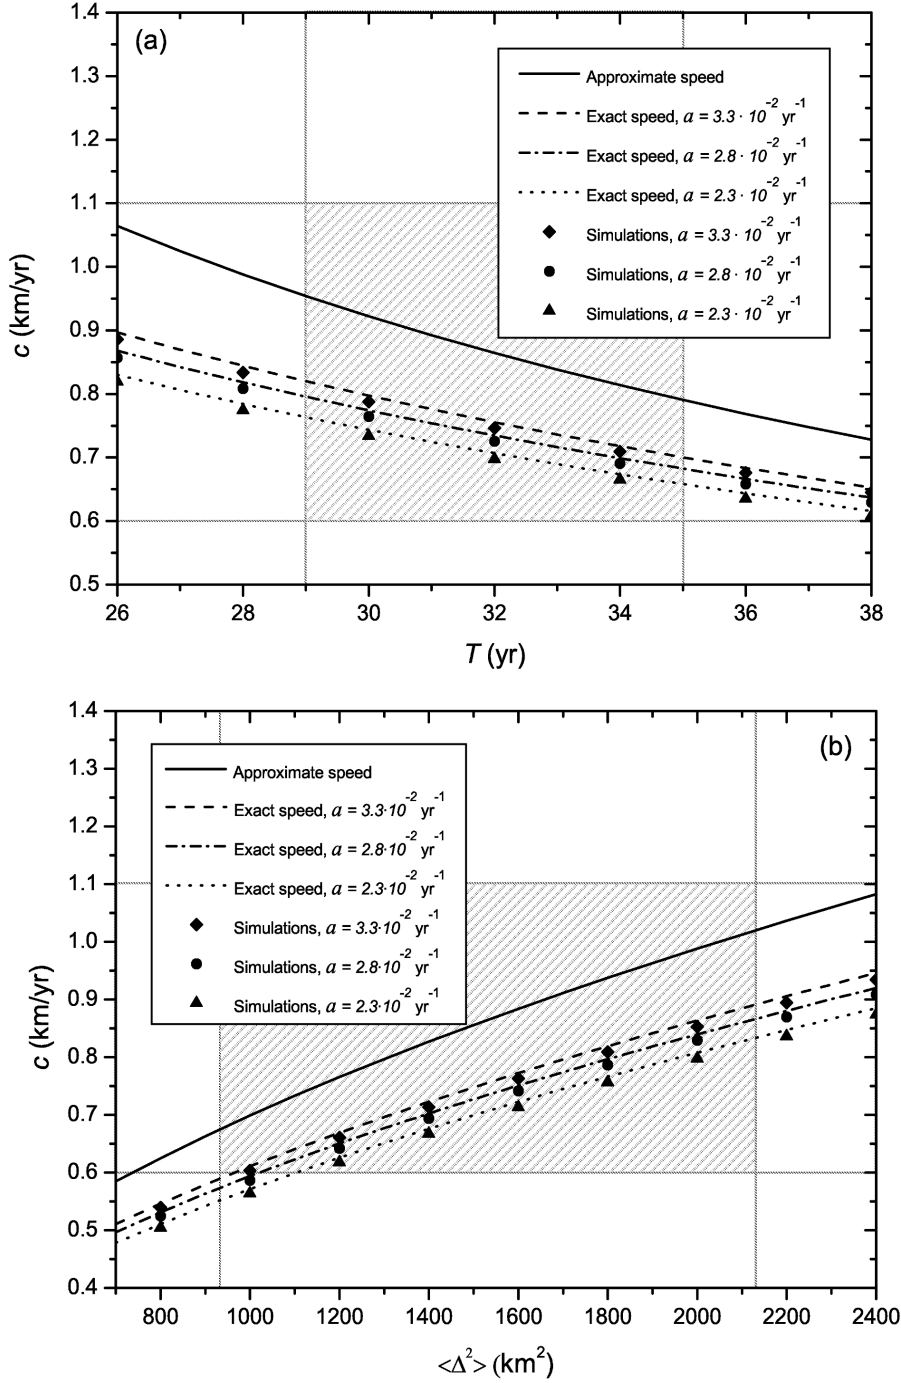 (a)
1.4
1.3
1.2
1.1
1.0
0.9
0.8
0.7
0.6
0.5
c (km/yr)
Approximate speed
Exact speed, a = 3.3 · 10⁻² yr⁻¹
Exact speed, a = 2.8 · 10⁻² yr⁻¹
Exact speed, a = 2.3 · 10⁻² yr⁻¹
Simulations, a = 3.3 · 10⁻² yr⁻¹
Simulations, a = 2.8 · 10⁻² yr⁻¹
Simulations, a = 2.3 · 10⁻² yr⁻¹
26 28 30 32 34 36 38
T (yr)
(b)
1.4
1.3
1.2
1.1
1.0
0.9
0.8
0.7
0.6
0.5
0.4
c (km/yr)
Approximate speed
Exact speed, a = 3.3·10⁻² yr⁻¹
Exact speed, a = 2.8·10⁻² yr⁻¹
Exact speed, a = 2.3·10⁻² yr⁻¹
Simulations, a = 3.3·10⁻² yr⁻¹
Simulations, a = 2.8·10⁻² yr⁻¹
Simulations, a = 2.3·10⁻² yr⁻¹
800 1000 1200 1400 1600 1800 2000 2200 2400
<Δ²> (km²)